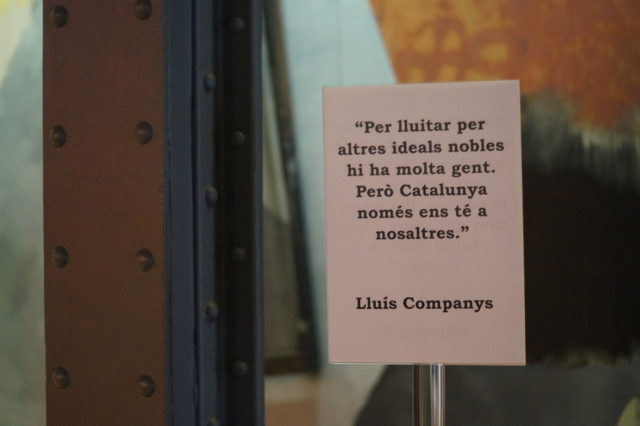 “Per lluitar per
altres ideals nobles
hi ha molta gent.
Però Catalunya
només ens té a
nosaltres.”
Lluís Companys